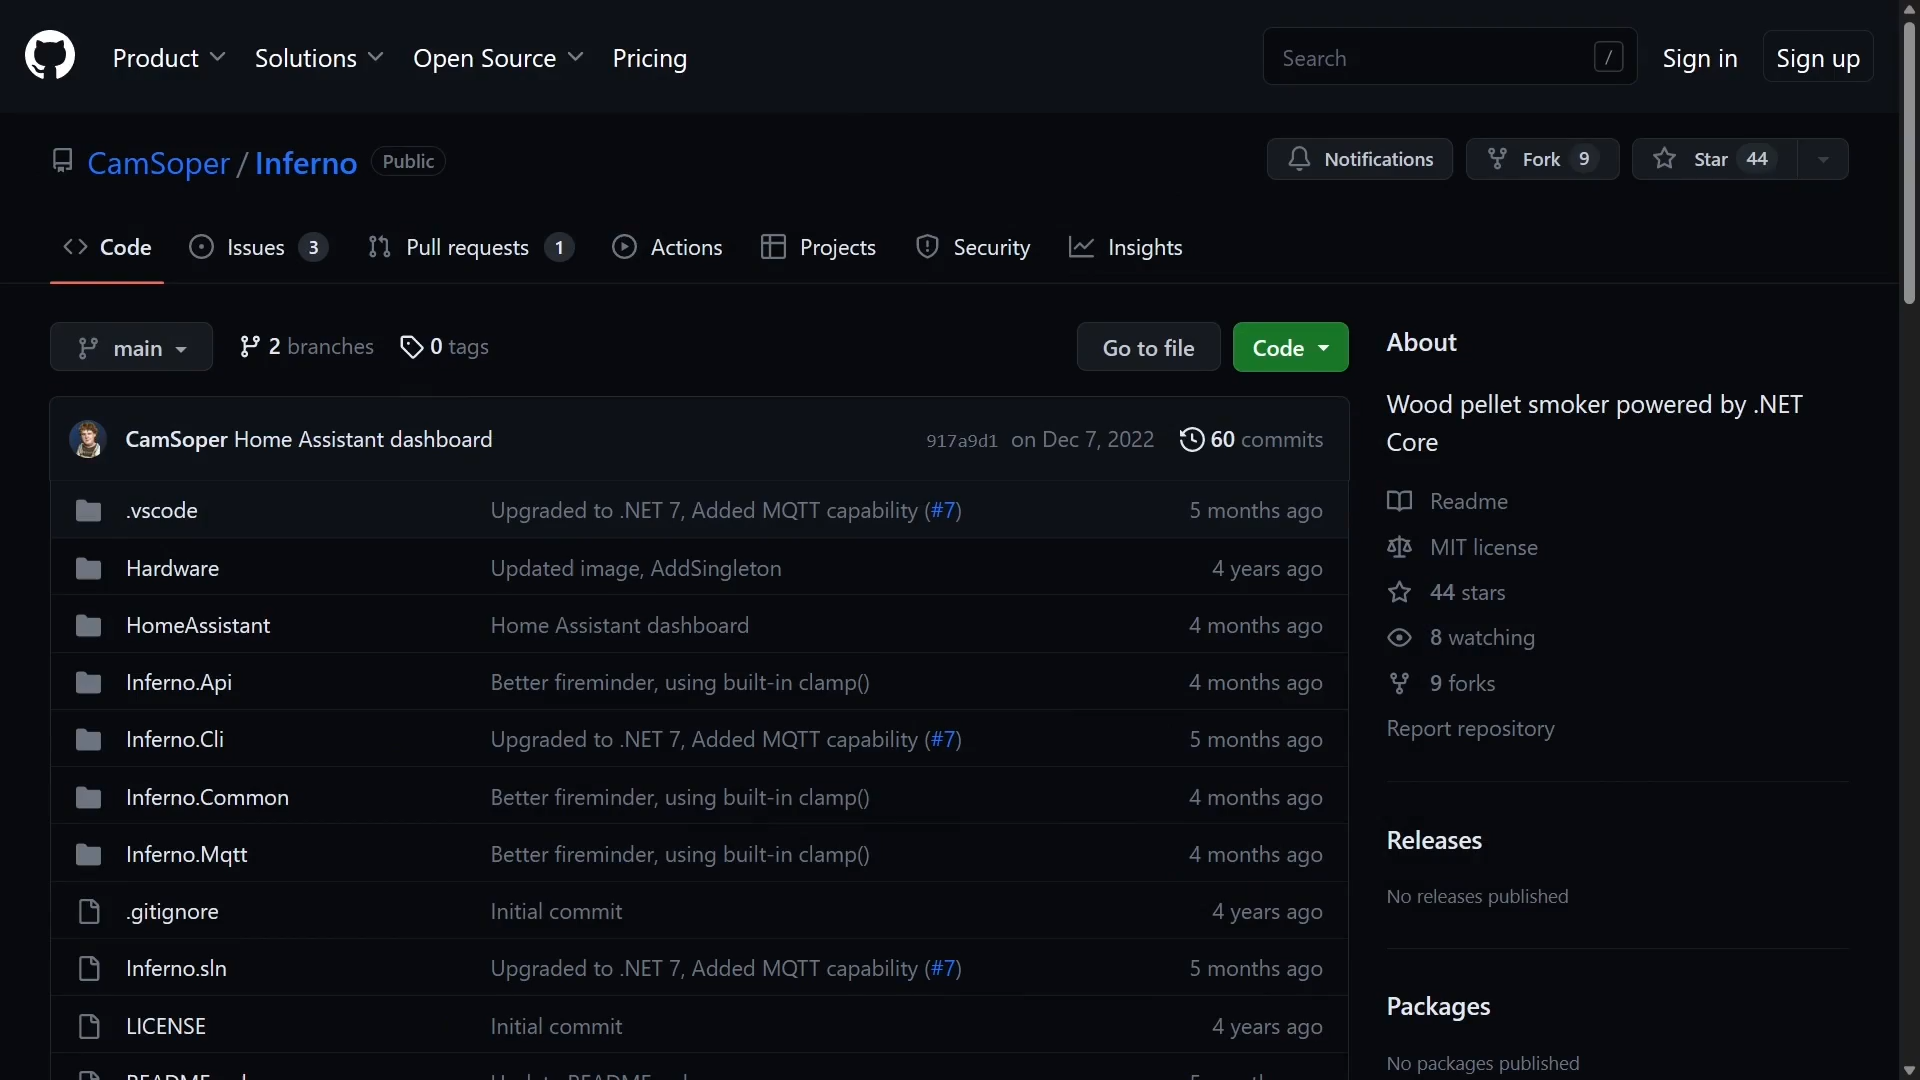 Product Solutions Open Source Pricing Search / Sign in Sign up
CamSoper / Inferno Public Notifications Fork 9 Star 44
Code Issues 3 Pull requests 1 Actions Projects Security Insights
main 2 branches 0 tags Go to file Code
CamSoper Home Assistant dashboard 917a9d1 on Dec 7, 2022 60 commits
.vscode Upgraded to .NET 7, Added MQTT capability (#7) 5 months ago
Hardware Updated image, AddSingleton 4 years ago
HomeAssistant Home Assistant dashboard 4 months ago
Inferno.Api Better fireminder, using built-in clamp() 4 months ago
Inferno.Cli Upgraded to .NET 7, Added MQTT capability (#7) 5 months ago
Inferno.Common Better fireminder, using built-in clamp() 4 months ago
Inferno.Mqtt Better fireminder, using built-in clamp() 4 months ago
.gitignore Initial commit 4 years ago
Inferno.sln Upgraded to .NET 7, Added MQTT capability (#7) 5 months ago
LICENSE Initial commit 4 years ago
About
Wood pellet smoker powered by .NET
Core
Readme
MIT license
44 stars
8 watching
9 forks
Report repository
Releases
No releases published
Packages
No packages published